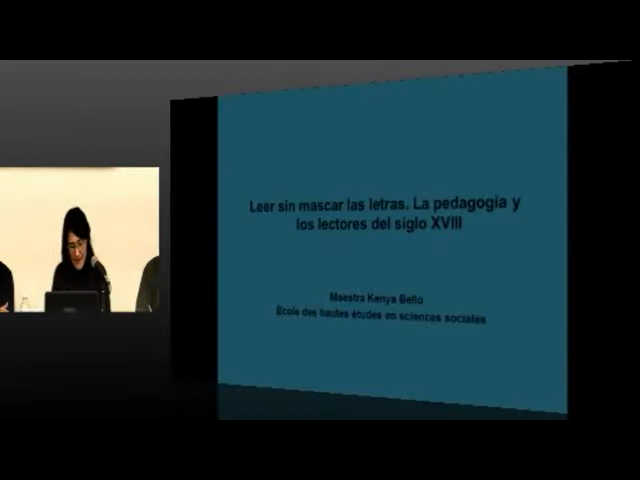 Leer sin mascar las letras. La pedagogía y
los lectores del siglo XVIII
Maestra Kenya Bello
École des hautes études en sciences sociales